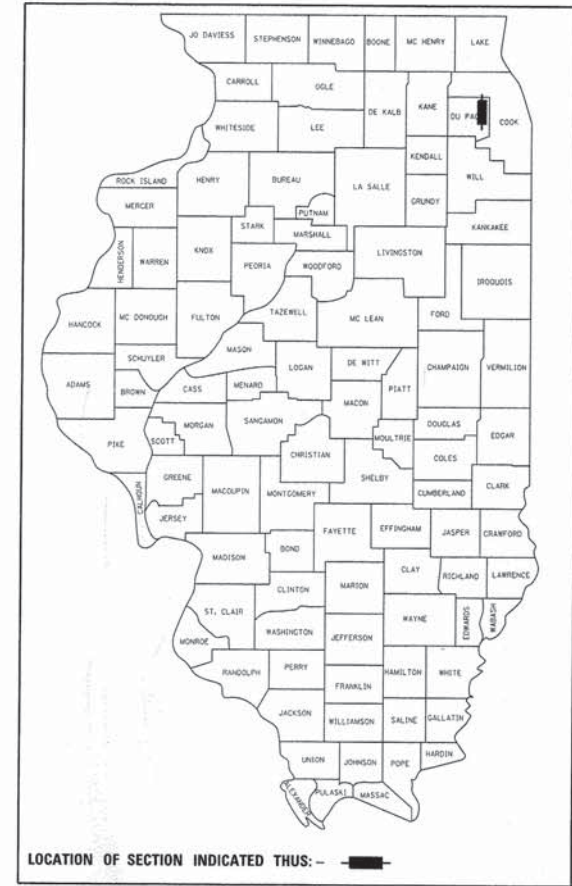 JO DAVIESS STEPHENSON WINNEBAGO BOONE MC HENRY LAKE
CARROLL OGLE
DE KALB KANE DU PAG COOK
WHITESIDE LEE
KENDALL
ROCK ISLAND HENRY BUREAU LA SALLE WILL
MERCER PUTNAM GRUNDY
STARK MARSHALL KANKAKEE
HENDERSON WARREN KNOX PEORIA WOODFORD LIVINGSTON
IROQUOIS
HANCOCK MC DONOUGH FULTON TAZEWELL MC LEAN FORD
SCHUYLER MASON
ADAMS BROWN CASS MENARD LOGAN DE WITT PIATT CHAMPAIGN VERMILION
MACON
PIKE SCOTT MORGAN SANGAMON CHRISTIAN MOULTRIE DOUGLAS EDGAR
COLES
CALHOUN GREENE MACOUPIN MONTGOMERY SHELBY CUMBERLAND CLARK
JERSEY
FAYETTE EFFINGHAM JASPER CRAWFORD
MADISON BOND
CLAY RICHLAND LAWRENCE
CLINTON MARION
ST. CLAIR WAYNE EDWARDS WABASH
MONROE WASHINGTON JEFFERSON
RANDOLPH PERRY HAMILTON WHITE
FRANKLIN
JACKSON WILLIAMSON SALINE GALLATIN
UNION JOHNSON POPE HARDIN
ALEXANDER PULASKI MASSAC
LOCATION OF SECTION INDICATED THUS: -